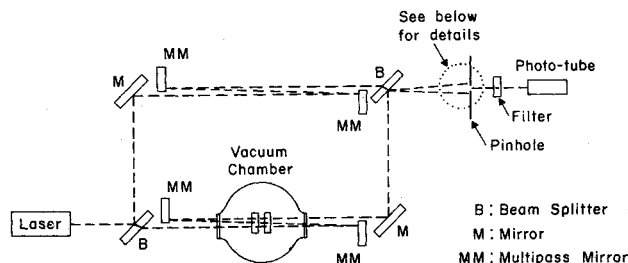 See below
for details
Photo-tube
MM
B
M
MM
Filter
Pinhole
Vacuum
Chamber
MM
Laser
B
MM
M
B: Beam Splitter
M: Mirror
MM: Multipass Mirror